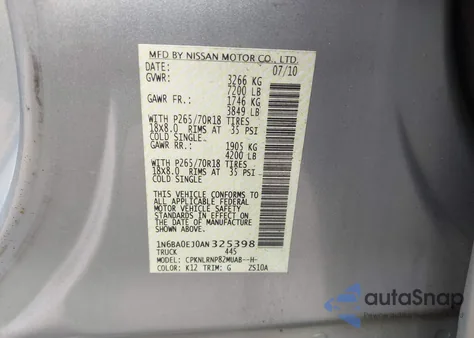 MFD BY NISSAN MOTOR CO., LTD.
DATE: 07/10
GVWR: 3266 KG
7200 LB
GAWR FR.: 1746 KG
3849 LB
WITH P265/70R18 TIRES
18X8.0 RIMS AT 35 PSI
COLD SINGLE
GAWR RR.: 1905 KG
4200 LB
WITH P265/70R18 TIRES
18X8.0 RIMS AT 35 PSI
COLD SINGLE
THIS VEHICLE CONFORMS TO
ALL APPLICABLE FEDERAL
MOTOR VEHICLE SAFETY
STANDARDS IN EFFECT ON
THE DATE OF MANUFACTURE
SHOWN ABOVE.
1N6BA0EJ0AN325398
TRUCK 445
MODEL: CPKNLRNP82MUAB--H-
COLOR: K12 TRIM: G ZS10A
autoSnap
POWERED BY